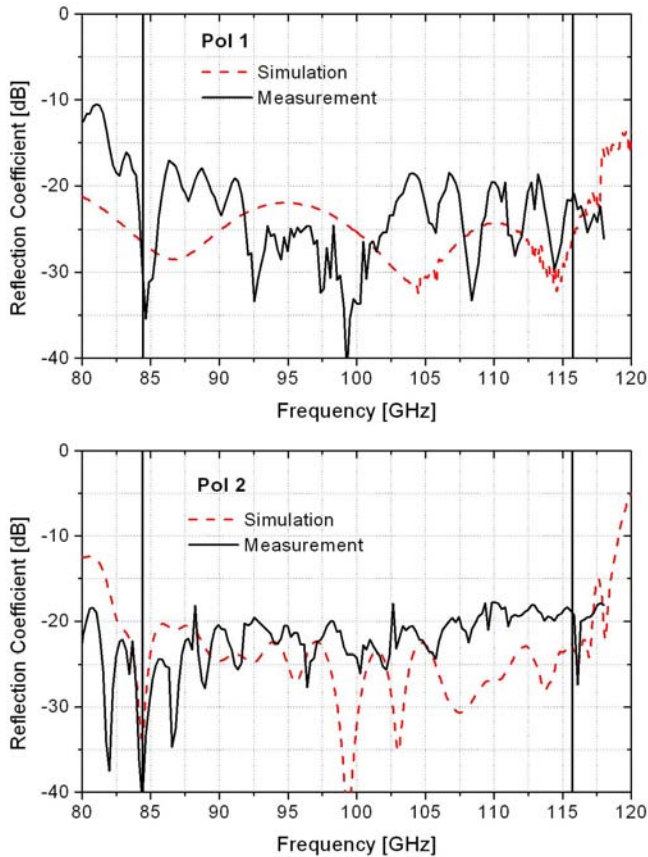 0
-10
-20
-30
-40
Reflection Coefficient [dB]
Pol 1
Simulation
Measurement
80 85 90 95 100 105 110 115 120
Frequency [GHz]
0
-10
-20
-30
-40
Reflection Coefficient [dB]
Pol 2
Simulation
Measurement
80 85 90 95 100 105 110 115 120
Frequency [GHz]